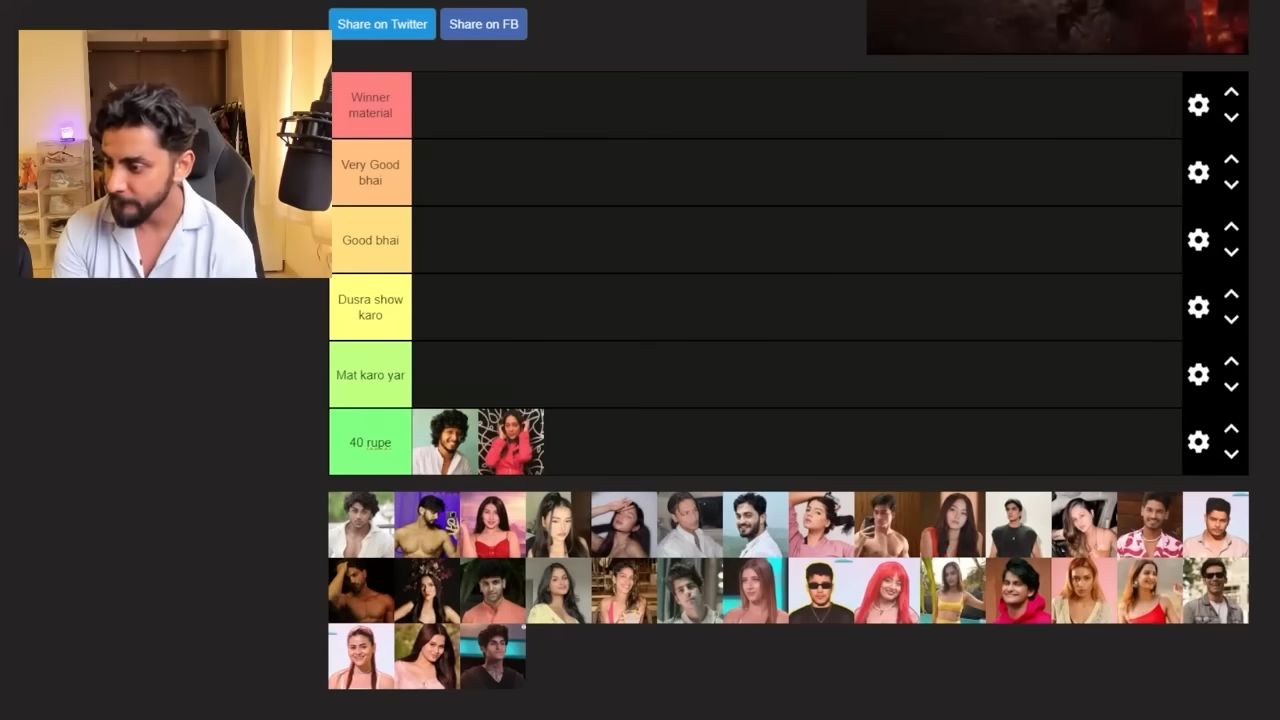 Share on Twitter
Share on FB
Winner
material
Very Good
bhai
Good bhai
Dusra show
karo
Mat karo yar
40 rupe